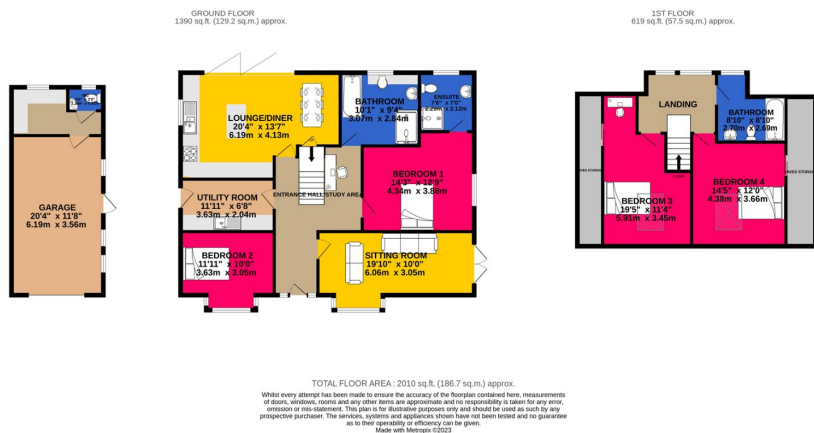 GROUND FLOOR
1390 sq.ft. (129.2 sq.m.) approx.
1ST FLOOR
619 sq.ft. (57.5 sq.m.) approx.
GARAGE
20'4" x 11'8"
6.19m x 3.56m
LOUNGE/DINER
20'4" x 13'7"
6.19m x 4.13m
BATHROOM
10'1" x 9'4"
3.07m x 2.84m
ENSUITE
7'6" x 7'0"
2.29m x 2.12m
UTILITY ROOM
11'11" x 6'8"
3.63m x 2.04m
ENTRANCE HALL/STUDY AREA
BEDROOM 1
14'3" x 12'9"
4.34m x 3.88m
BEDROOM 2
11'11" x 10'0"
3.63m x 3.05m
SITTING ROOM
19'10" x 10'0"
6.06m x 3.05m
LANDING
BATHROOM
8'10" x 8'10"
2.70m x 2.69m
BEDROOM 3
19'5" x 11'4"
5.91m x 3.45m
BEDROOM 4
14'5" x 12'0"
4.38m x 3.66m
STORAGE
STORAGE
TOTAL FLOOR AREA : 2010 sq.ft. (186.7 sq.m.) approx.
Whilst every attempt has been made to ensure the accuracy of the floorplan contained here, measurements
of doors, windows, rooms and any other items are approximate and no responsibility is taken for any error,
omission or mis-statement. This plan is for illustrative purposes only and should be used as such by any
prospective purchaser. The services, systems and appliances shown have not been tested and no guarantee
as to their operability or efficiency can be given.
Made with Metropix ©2023